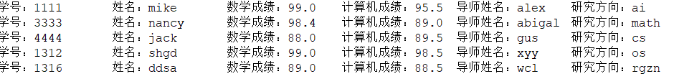 学号：1111 姓名：mike 数学成绩：99.0 计算机成绩：95.5 导师姓名：alex 研究方向：ai
学号：3333 姓名：nancy 数学成绩：98.4 计算机成绩：89.0 导师姓名：abigal 研究方向：math
学号：4444 姓名：jack 数学成绩：88.0 计算机成绩：89.5 导师姓名：gus 研究方向：cs
学号：1312 姓名：shgd 数学成绩：99.0 计算机成绩：98.5 导师姓名：xyy 研究方向：os
学号：1316 姓名：ddsa 数学成绩：89.0 计算机成绩：88.5 导师姓名：wcl 研究方向：rgzn